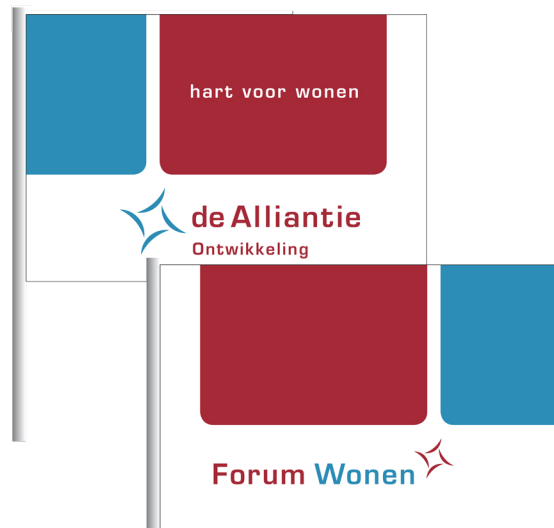 hart voor wonen
de Alliantie
Ontwikkeling
Forum Wonen